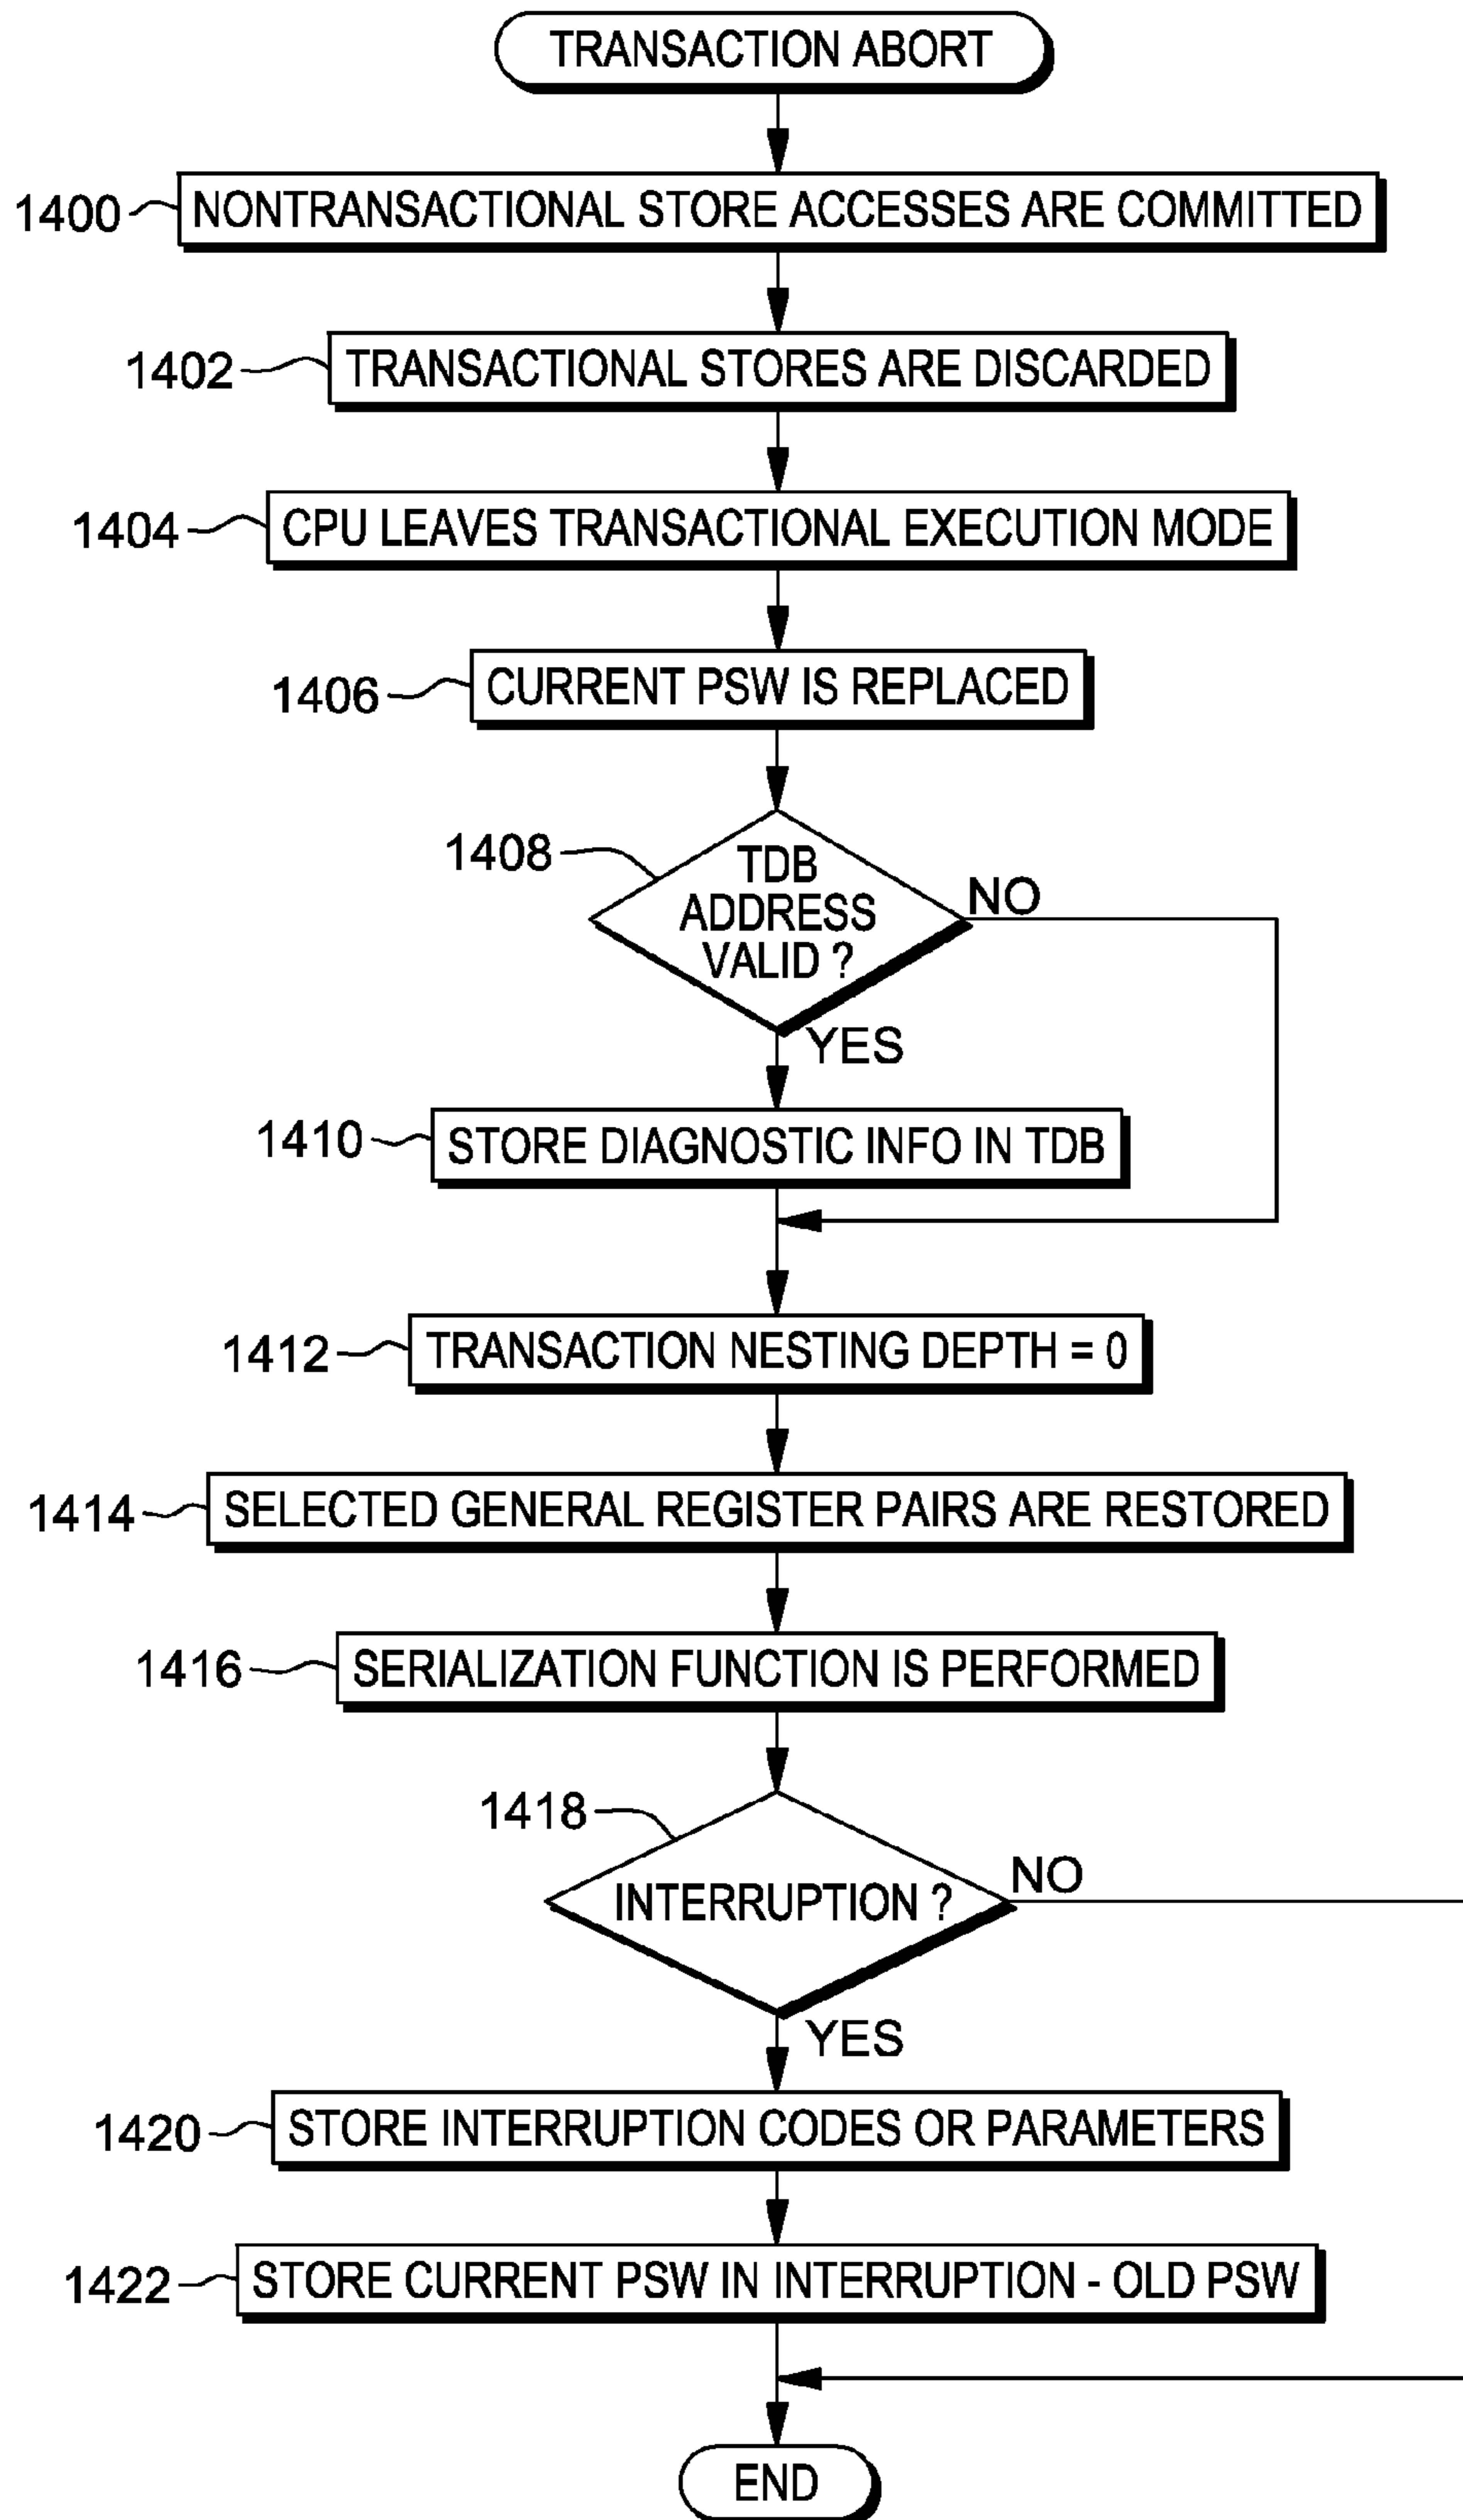 TRANSACTION ABORT
1400
NONTRANSACTIONAL STORE ACCESSES ARE COMMITTED
1402
TRANSACTIONAL STORES ARE DISCARDED
1404
CPU LEAVES TRANSACTIONAL EXECUTION MODE
1406
CURRENT PSW IS REPLACED
1408
TDB
ADDRESS
VALID ?
NO
YES
1410
STORE DIAGNOSTIC INFO IN TDB
1412
TRANSACTION NESTING DEPTH = 0
1414
SELECTED GENERAL REGISTER PAIRS ARE RESTORED
1416
SERIALIZATION FUNCTION IS PERFORMED
1418
INTERRUPTION ?
NO
YES
1420
STORE INTERRUPTION CODES OR PARAMETERS
1422
STORE CURRENT PSW IN INTERRUPTION - OLD PSW
END